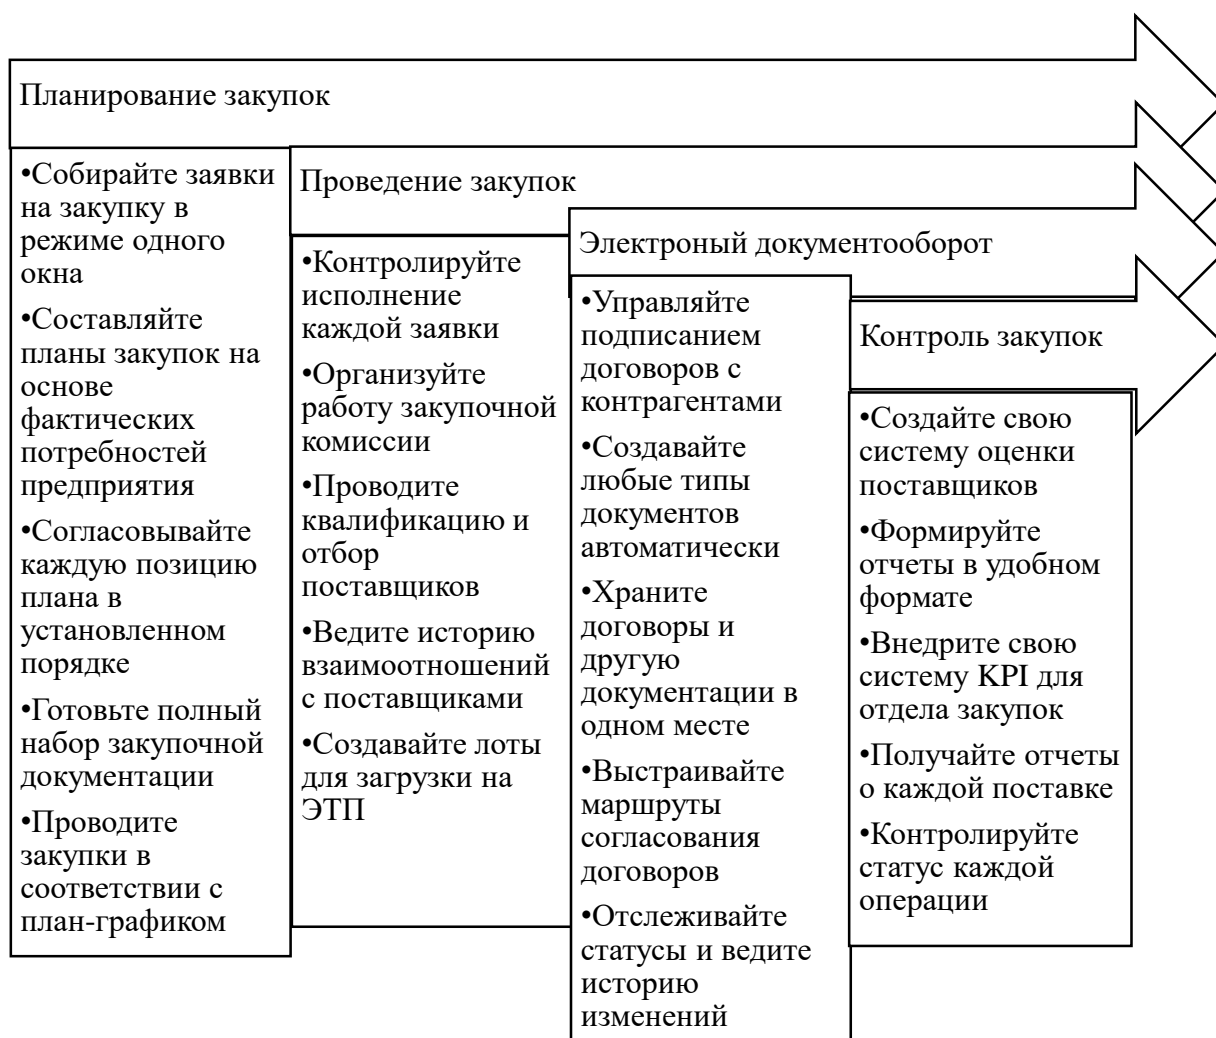 Планирование закупок
•Собирайте заявки
на закупку в
режиме одного
окна
•Составляйте
планы закупок на
основе
фактических
потребностей
предприятия
•Согласовывайте
каждую позицию
плана в
установленном
порядке
•Готовьте полный
набор закупочной
документации
•Проводите
закупки в
соответствии с
план-графиком
Проведение закупок
•Контролируйте
исполнение
каждой заявки
•Организуйте
работу закупочной
комиссии
•Проводите
квалификацию и
отбор
поставщиков
•Ведите историю
взаимоотношений
с поставщиками
•Создавайте лоты
для загрузки на
ЭТП
Электроный документооборот
•Управляйте
подписанием
договоров с
контрагентами
•Создавайте
любые типы
документов
автоматически
•Храните
договоры и
другую
документации в
одном месте
•Выстраивайте
маршруты
согласования
договоров
•Отслеживайте
статусы и ведите
историю
изменений
Контроль закупок
•Создайте свою
систему оценки
поставщиков
•Формируйте
отчеты в удобном
формате
•Внедрите свою
систему KPI для
отдела закупок
•Получайте отчеты
о каждой поставке
•Контролируйте
статус каждой
операции